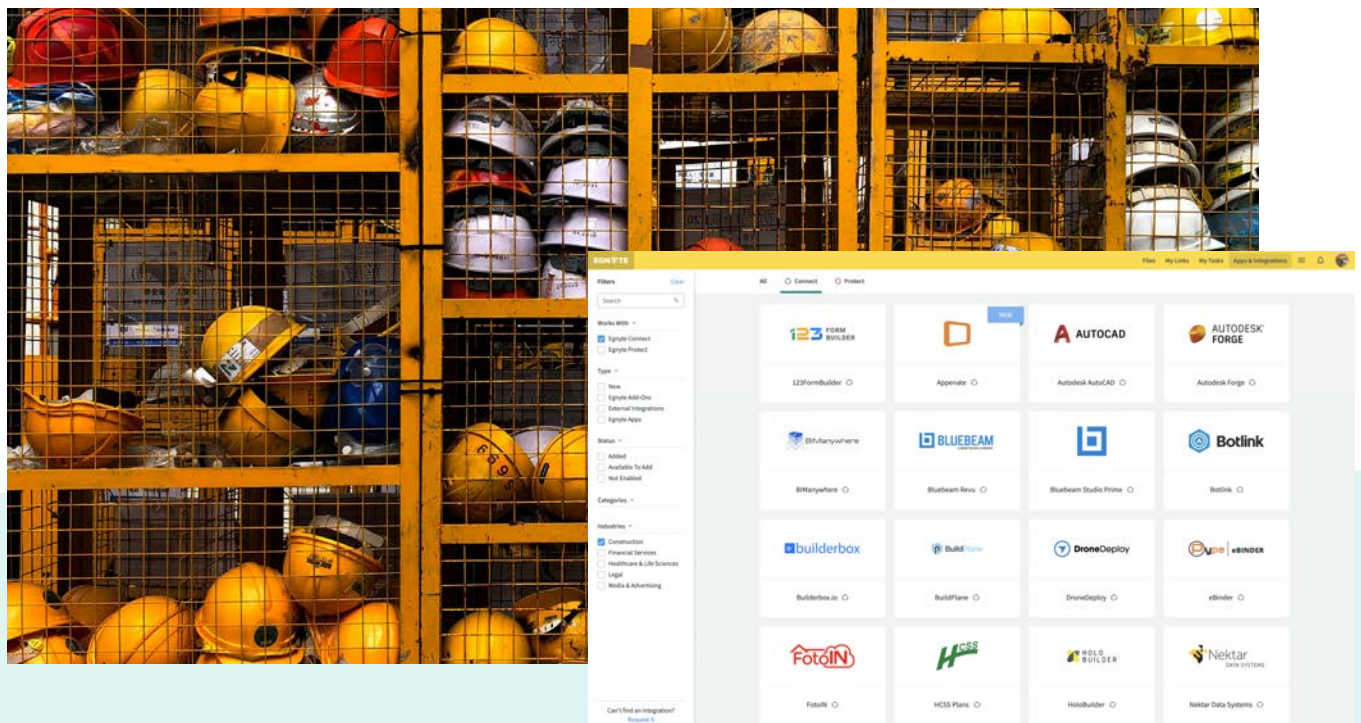 EGNYTE
Files My Links My Tasks Apps & Integrations
Filters Clear
Search
Works With
Egnyte Connect
Egnyte Protect
Type
New
Egnyte Add-Ons
External Integrations
Egnyte Apps
Status
Added
Available To Add
Not Enabled
Categories
Industries
Construction
Financial Services
Healthcare & Life Sciences
Legal
Media & Advertising
Can't find an integration?
Request it
All Connect Protect
NEW
123 FORM BUILDER
AUTOCAD
AUTODESK' FORGE
123FormBuilder
Appenate
Autodesk AutoCAD
Autodesk Forge
BIManywhere
BLUEBEAM
Botlink
BIManywhere
Bluebeam Revu
Bluebeam Studio Prime
Botlink
builderbox
BuildPlane
DroneDeploy
Pype eBINDER
Builderbox.io
BuildPlane
DroneDeploy
eBinder
FotoIN
HCSS
HOLO BUILDER
Nektar DATA SYSTEMS
FotoIN
HCSS Plans
HoloBuilder
Nektar Data Systems
669